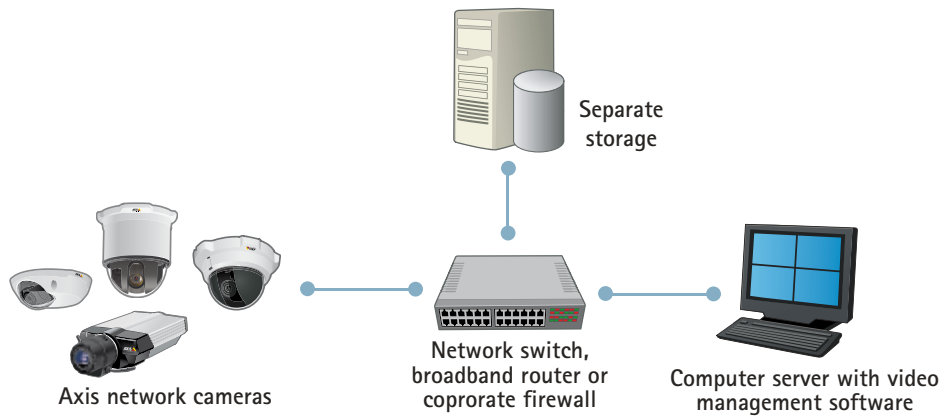 Separate
storage
Axis network cameras
Network switch,
broadband router or
coprorate firewall
Computer server with video
management software